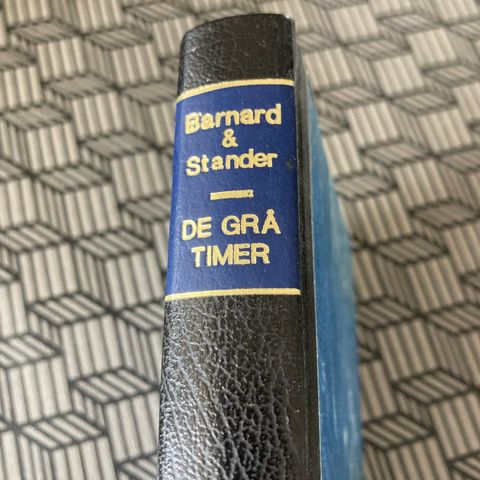 Barnard
&
Stander
DE GRÅ
TIMER